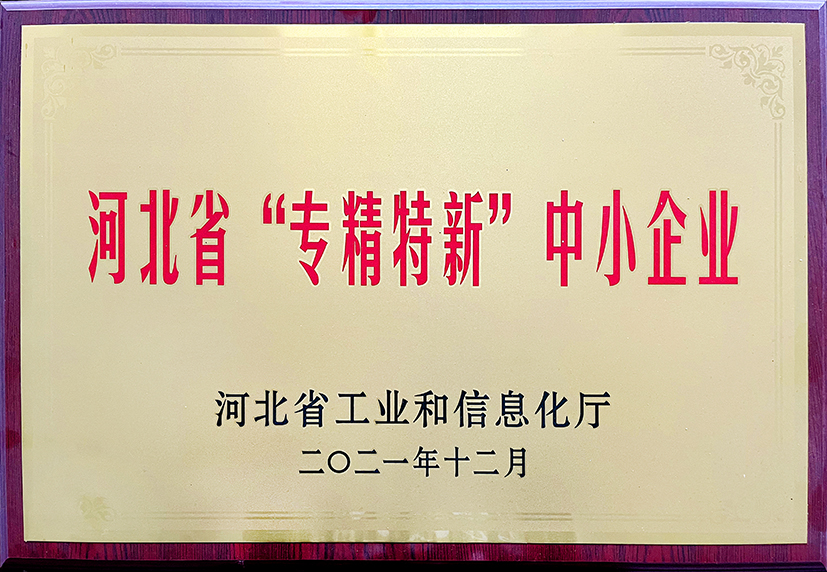 河北省“专精特新”中小企业
河北省工业和信息化厅
二〇二一年十二月